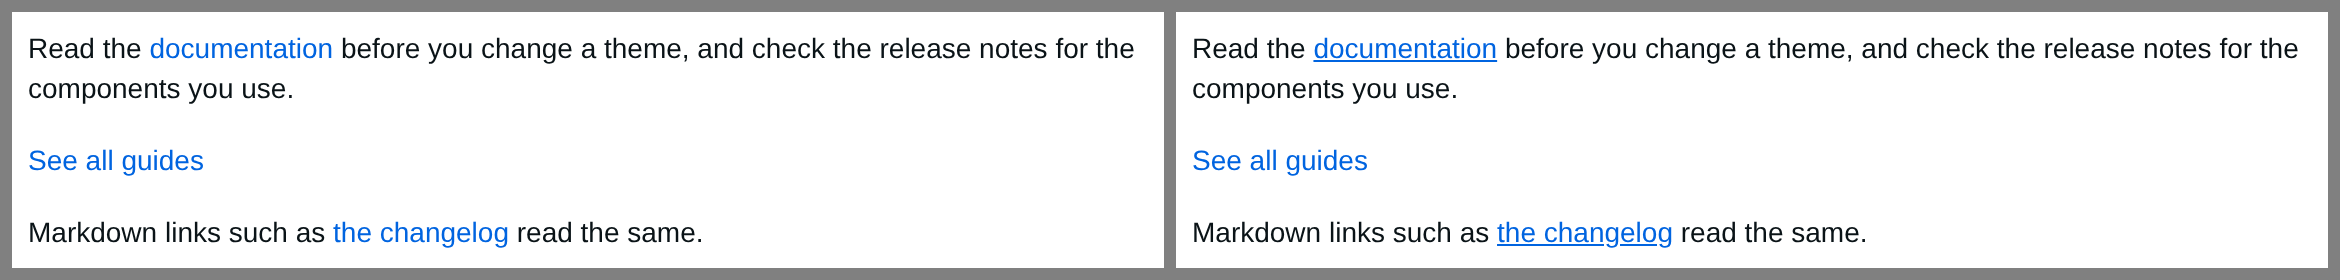 Read the documentation before you change a theme, and check the release notes for the
components you use.
See all guides
Markdown links such as the changelog read the same.
Read the documentation before you change a theme, and check the release notes for the
components you use.
See all guides
Markdown links such as the changelog read the same.